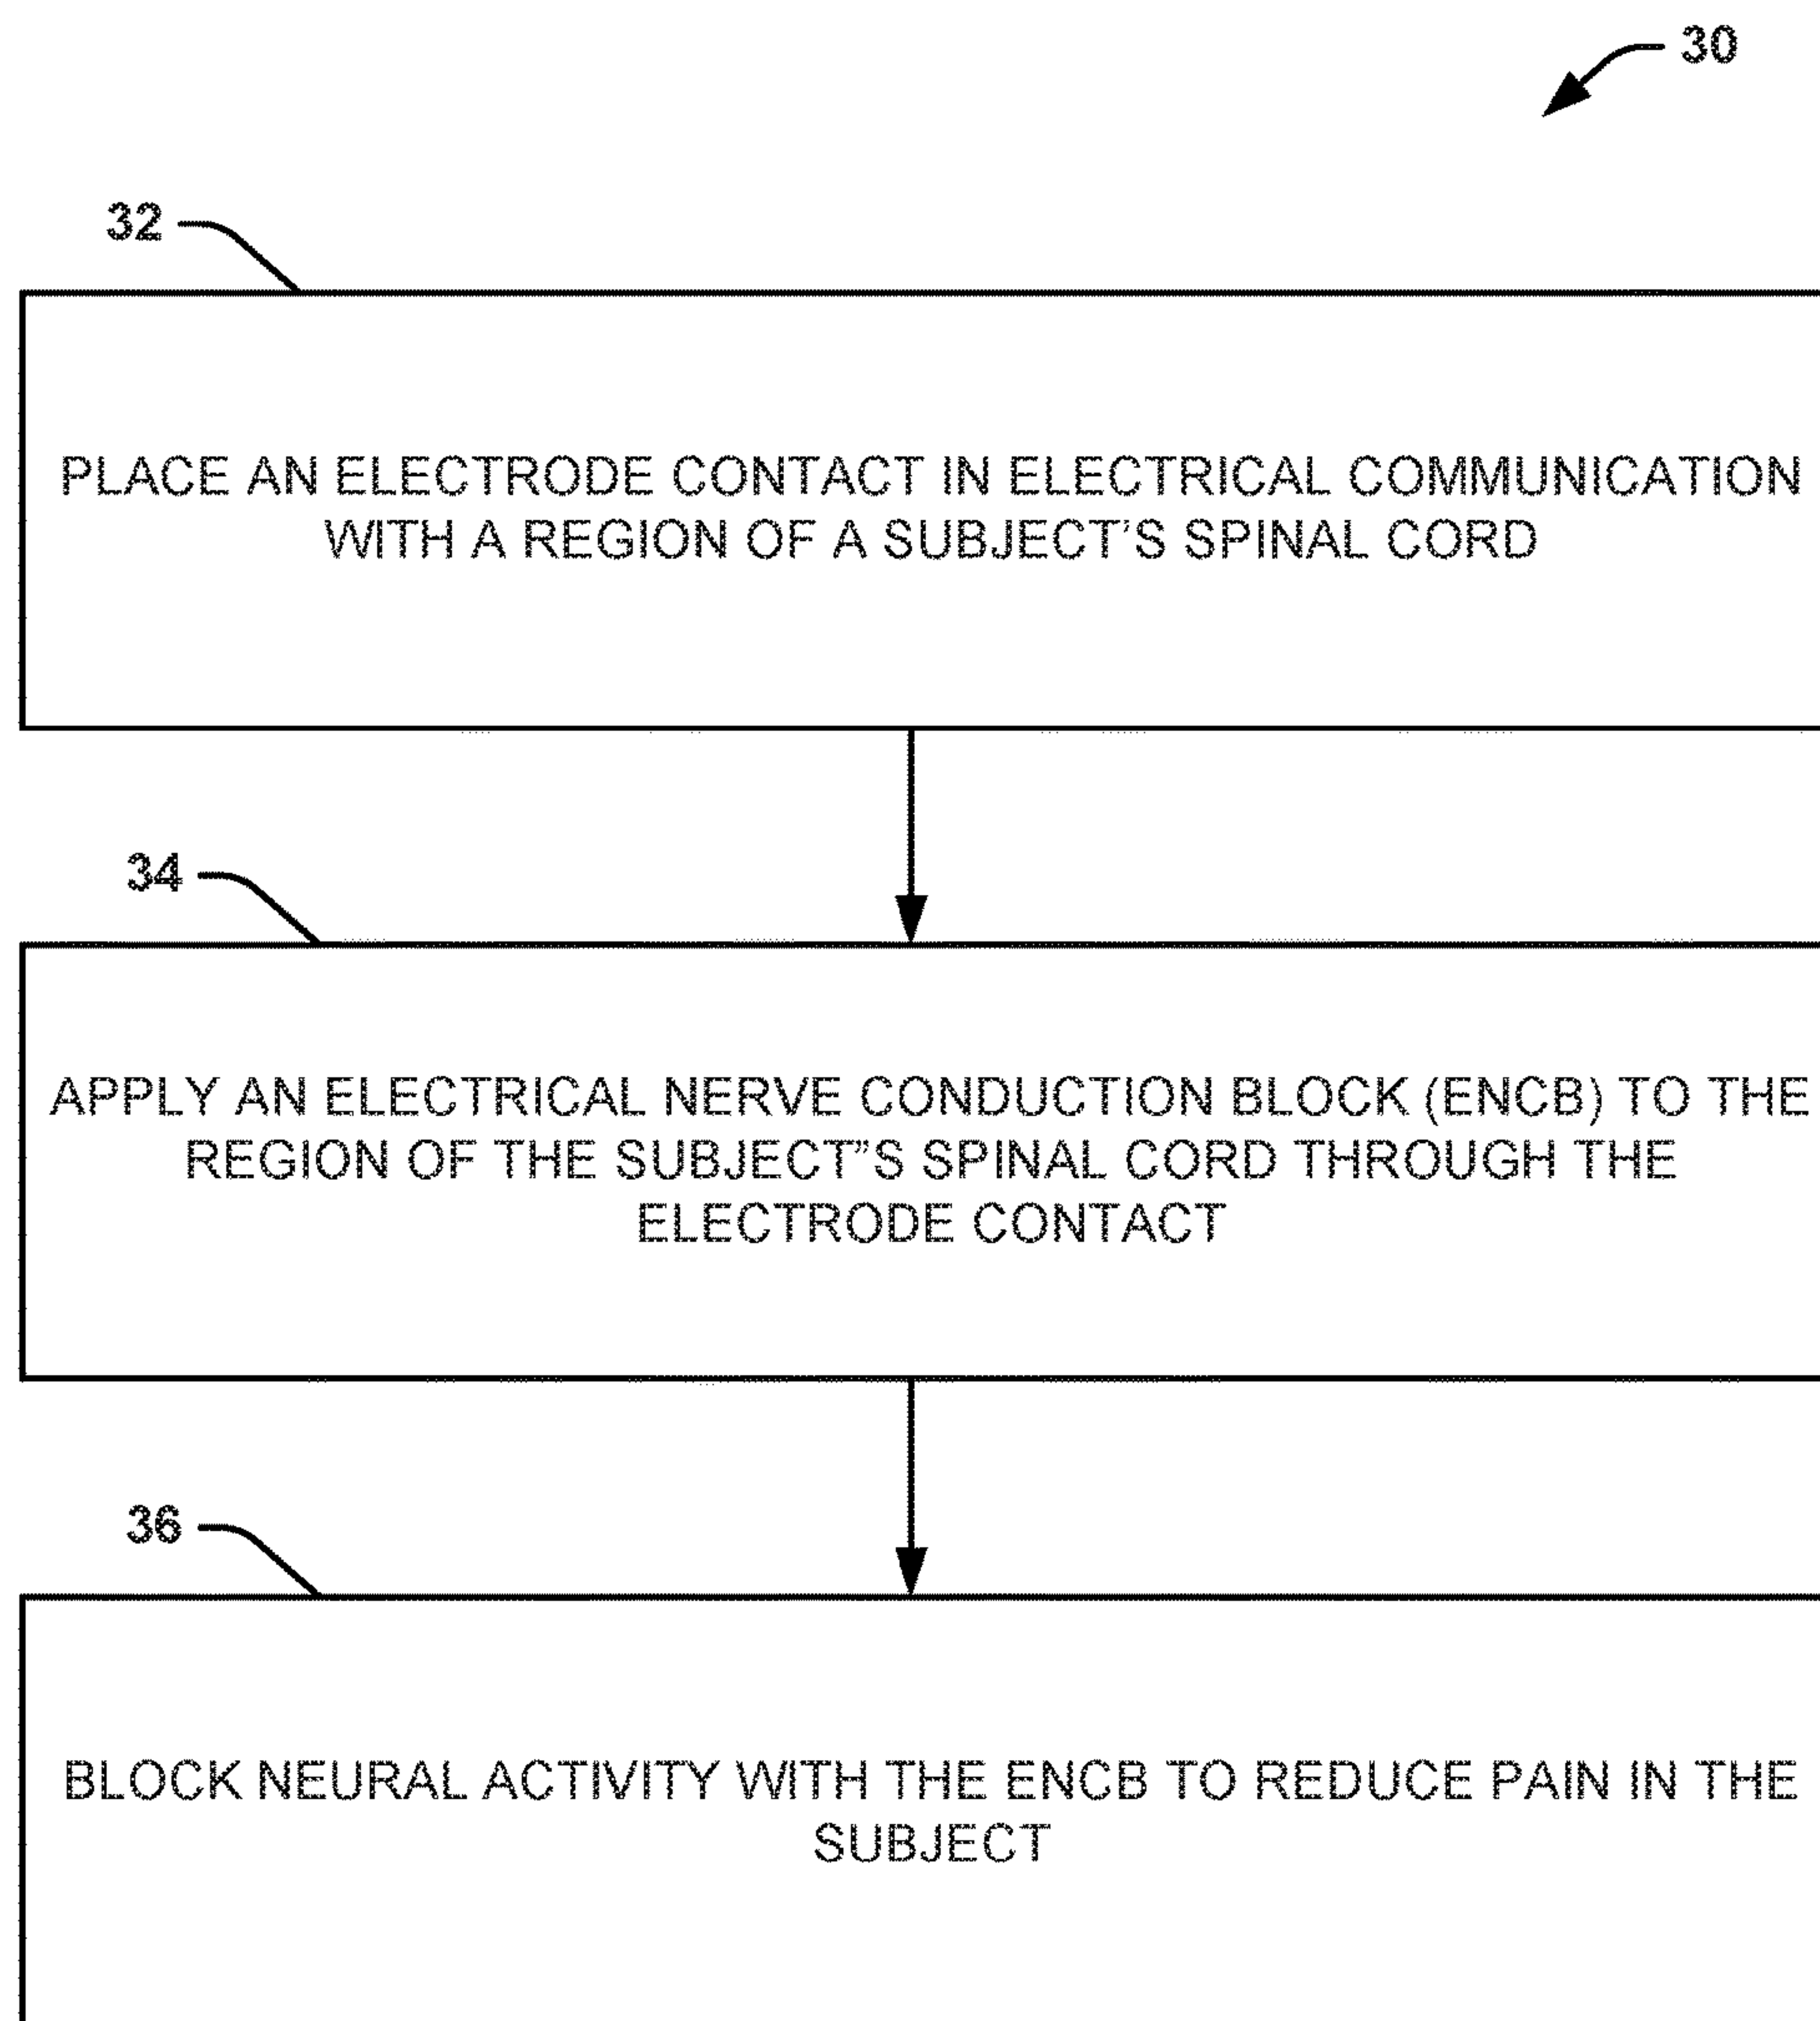 30
32
PLACE AN ELECTRODE CONTACT IN ELECTRICAL COMMUNICATION
WITH A REGION OF A SUBJECT'S SPINAL CORD
34
APPLY AN ELECTRICAL NERVE CONDUCTION BLOCK (ENCB) TO THE
REGION OF THE SUBJECT"S SPINAL CORD THROUGH THE
ELECTRODE CONTACT
36
BLOCK NEURAL ACTIVITY WITH THE ENCB TO REDUCE PAIN IN THE
SUBJECT